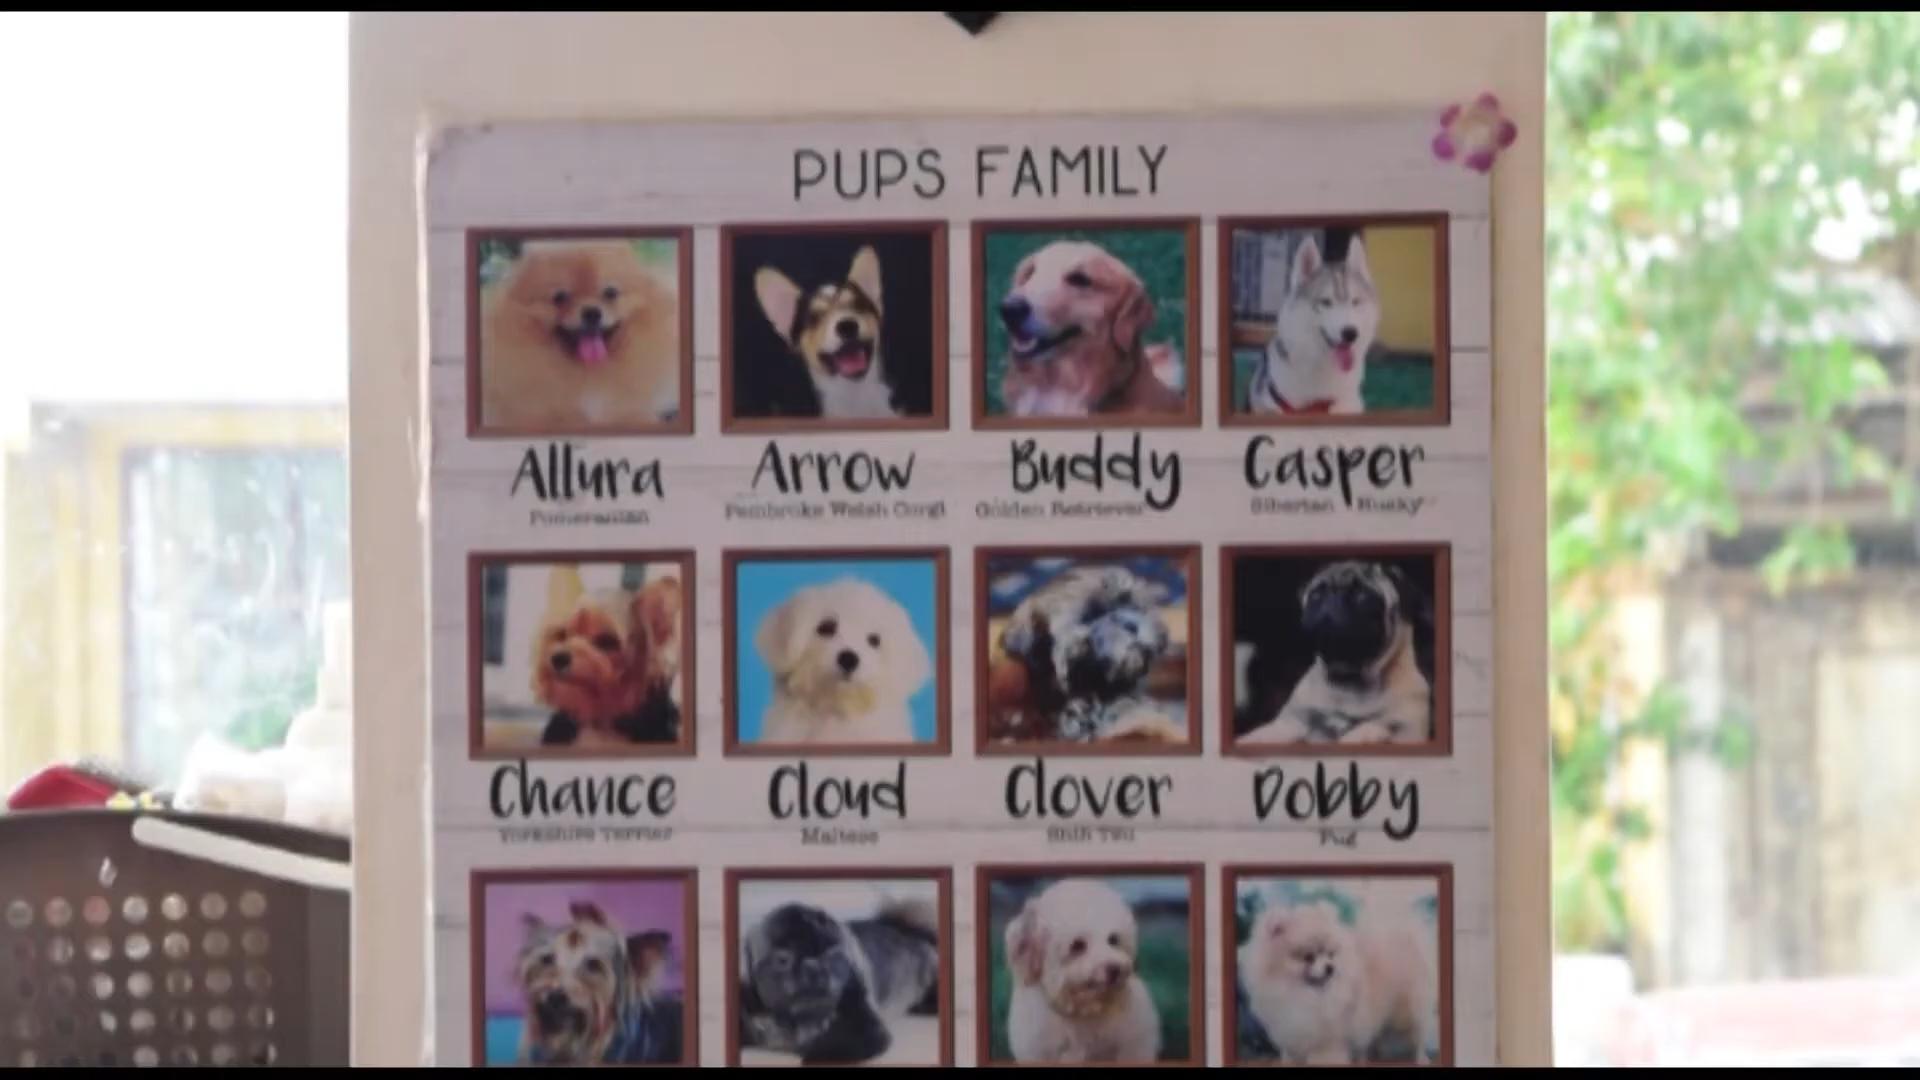 PUPS FAMILY
Allura Arrow Buddy Casper
Pomeranian Pembroke Welsh Corgi Golden Retriever Siberian Husky
Chance Cloud Clover Dobby
Yorkshire Terrier Maltese Shih Tzu Pug